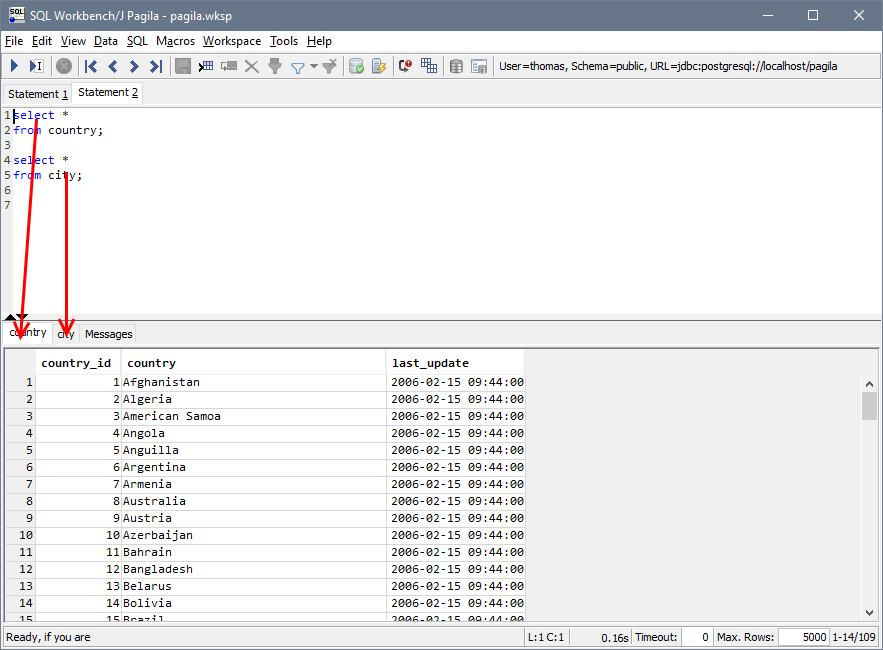 SQL Workbench/J Pagila - pagila.wksp
File Edit View Data SQL Macros Workspace Tools Help
User=thomas, Schema=public, URL=jdbc:postgresql://localhost/pagila
Statement 1 Statement 2
1 select *
2 from country;
3
4 select *
5 from city;
6
7
country city Messages
country_id country last_update
1 1 Afghanistan 2006-02-15 09:44:00
2 2 Algeria 2006-02-15 09:44:00
3 3 American Samoa 2006-02-15 09:44:00
4 4 Angola 2006-02-15 09:44:00
5 5 Anguilla 2006-02-15 09:44:00
6 6 Argentina 2006-02-15 09:44:00
7 7 Armenia 2006-02-15 09:44:00
8 8 Australia 2006-02-15 09:44:00
9 9 Austria 2006-02-15 09:44:00
10 10 Azerbaijan 2006-02-15 09:44:00
11 11 Bahrain 2006-02-15 09:44:00
12 12 Bangladesh 2006-02-15 09:44:00
13 13 Belarus 2006-02-15 09:44:00
14 14 Bolivia 2006-02-15 09:44:00
15 15 Brazil 2006-02-15 09:44:00
Ready, if you are L:1 C:1 0.16s Timeout: 0 Max. Rows: 5000 1-14/109